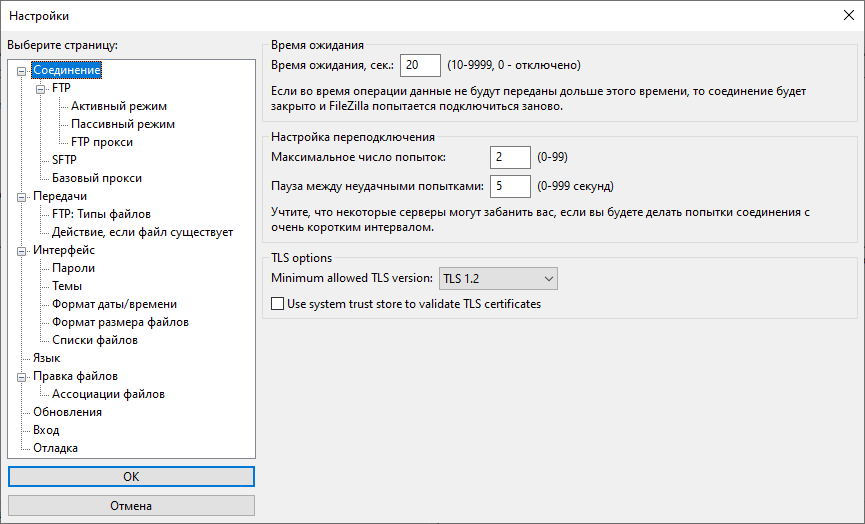 Настройки
Выберите страницу:
Соединение
FTP
Активный режим
Пассивный режим
FTP прокси
SFTP
Базовый прокси
Передачи
FTP: Типы файлов
Действие, если файл существует
Интерфейс
Пароли
Темы
Формат даты/времени
Формат размера файлов
Списки файлов
Язык
Правка файлов
Ассоциации файлов
Обновления
Вход
Отладка
OK
Отмена
Время ожидания
Время ожидания, сек.: 20 (10-9999, 0 - отключено)
Если во время операции данные не будут переданы дольше этого времени, то соединение будет
закрыто и FileZilla попытается подключиться заново.
Настройка переподключения
Максимальное число попыток: 2 (0-99)
Пауза между неудачными попытками: 5 (0-999 секунд)
Учтите, что некоторые серверы могут забанить вас, если вы будете делать попытки соединения с
очень коротким интервалом.
TLS options
Minimum allowed TLS version: TLS 1.2
Use system trust store to validate TLS certificates